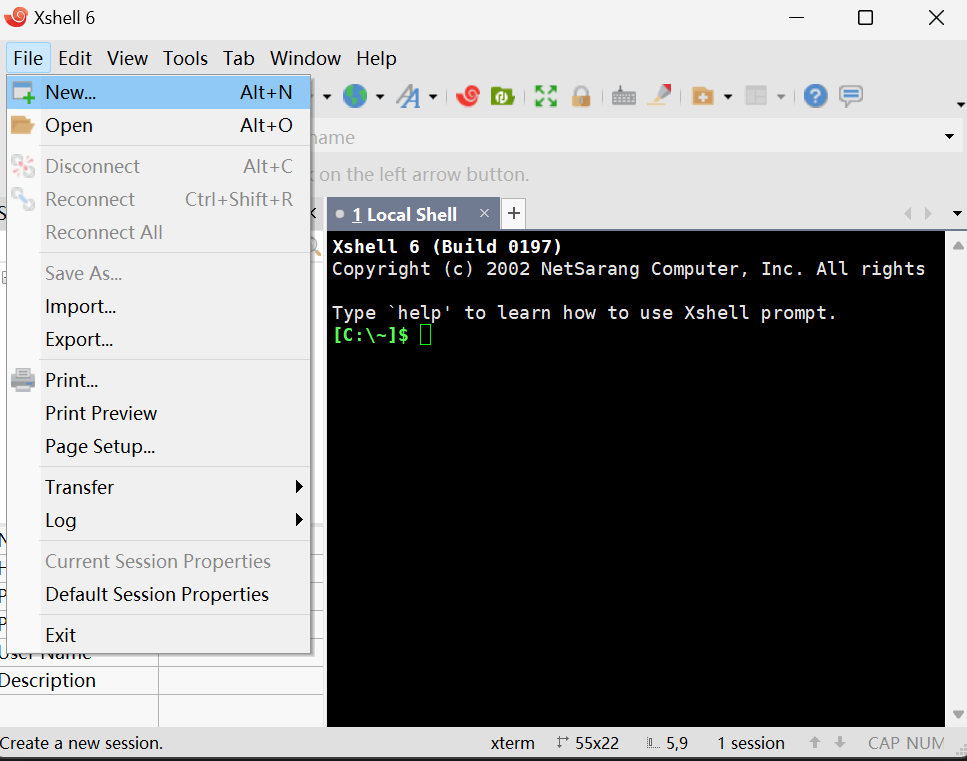 Xshell 6
File Edit View Tools Tab Window Help
New... Alt+N
Open Alt+O
name
Disconnect Alt+C
on the left arrow button.
Reconnect Ctrl+Shift+R
1 Local Shell
Reconnect All
Xshell 6 (Build 0197)
Copyright (c) 2002 NetSarang Computer, Inc. All rights
Save As...
Import...
Type `help' to learn how to use Xshell prompt.
[C:\~]$
Export...
Print...
Print Preview
Page Setup...
Transfer
Log
Current Session Properties
Default Session Properties
Exit
User Name
Description
Create a new session. xterm 55x22 5,9 1 session CAP NUM